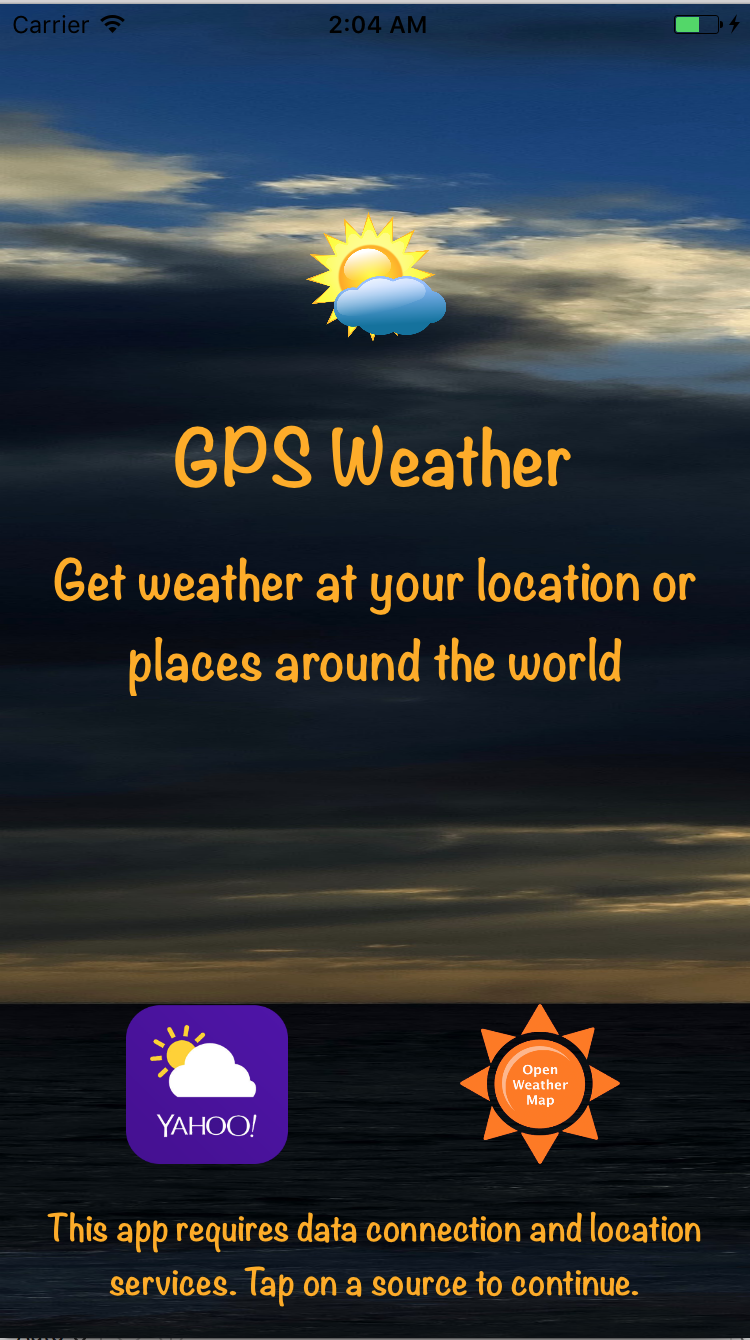 Carrier 2:04 AM
GPS Weather
Get weather at your location or
places around the world
YAHOO!
Open
Weather
Map
This app requires data connection and location
services. Tap on a source to continue.